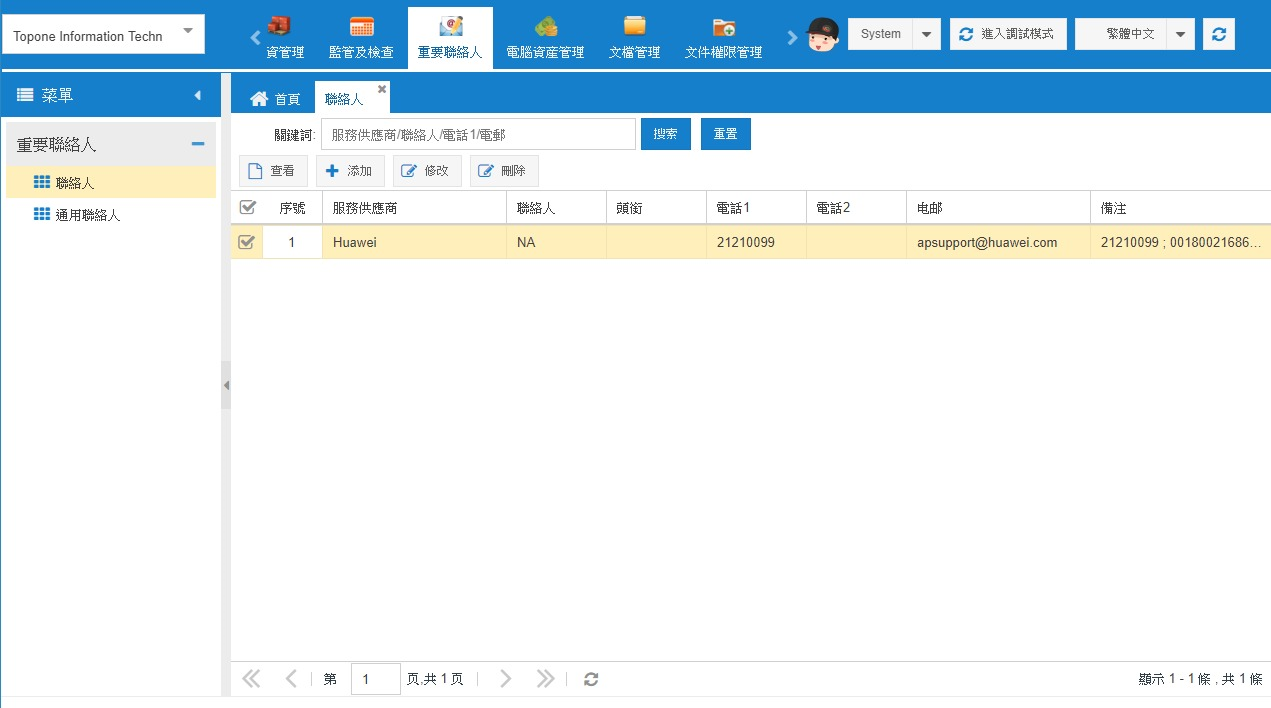 Topone Information Techn
資管理
監管及檢查
重要聯絡人
電腦資産管理
文檔管理
文件權限管理
System
進入調試模式
繁體中文
菜單
首頁
聯絡人
重要聯絡人
聯絡人
通用聯絡人
關鍵詞:
服務供應商/聯絡人/電話1/電郵
搜索
重置
查看
添加
修改
刪除
序號 服務供應商 聯絡人 頭銜 電話1 電話2 电邮 備注
1 Huawei NA 21210099 apsupport@huawei.com 21210099 ; 00180021686...
第 1 页,共 1 页
顯示 1 - 1 條 , 共 1 條